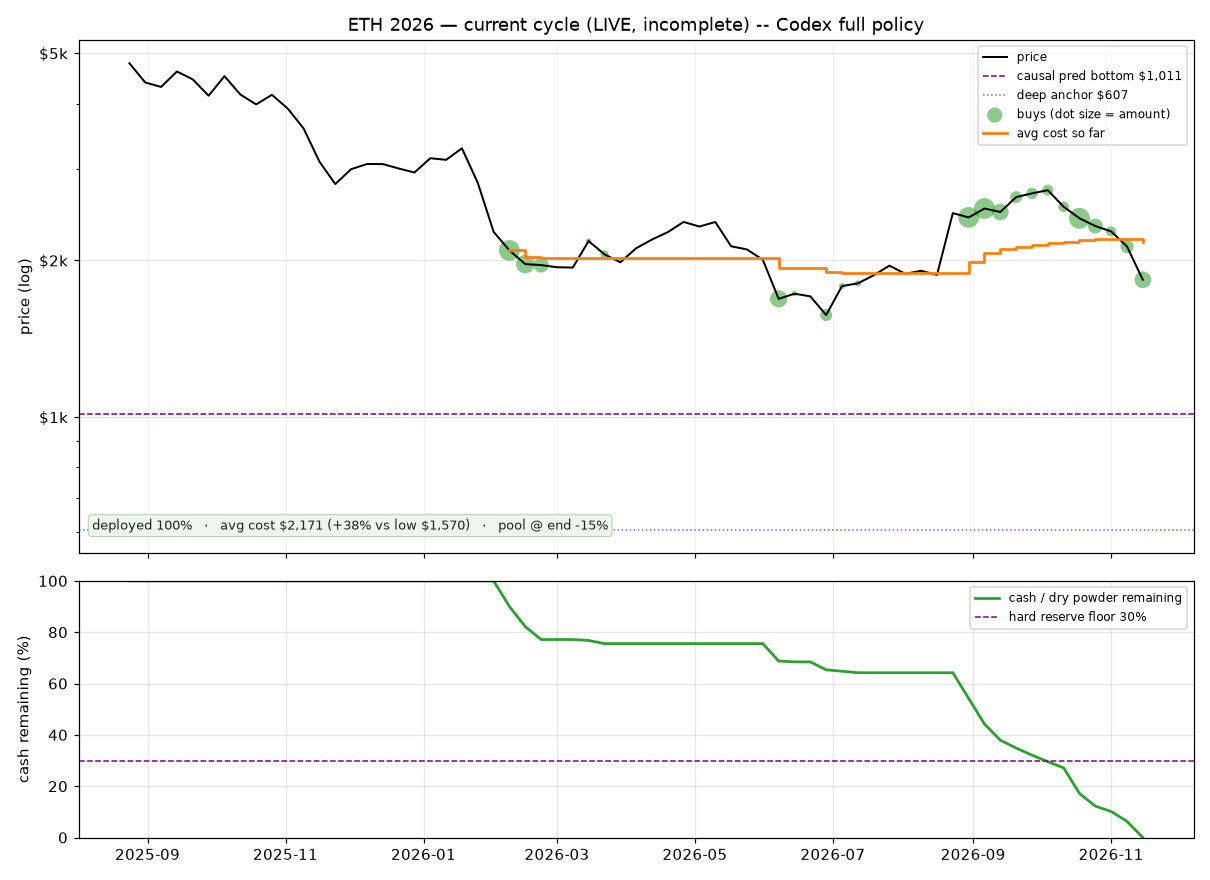 ETH 2026 — current cycle (LIVE, incomplete) -- Codex full policy
price (log)
$5k
$2k
$1k
price
causal pred bottom $1,011
deep anchor $607
buys (dot size = amount)
avg cost so far
deployed 100% · avg cost $2,171 (+38% vs low $1,570) · pool @ end -15%
cash remaining (%)
100
80
60
40
20
0
cash / dry powder remaining
hard reserve floor 30%
2025-09 2025-11 2026-01 2026-03 2026-05 2026-07 2026-09 2026-11